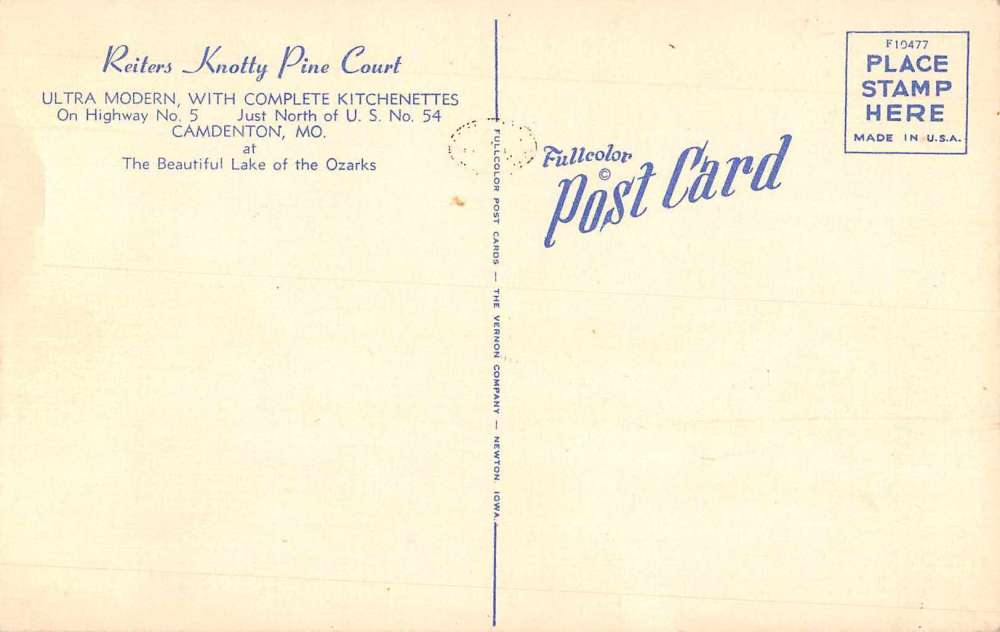 Reiters Knotty Pine Court
ULTRA MODERN, WITH COMPLETE KITCHENETTES
On Highway No. 5 Just North of U. S. No. 54
CAMDENTON, MO.
at
The Beautiful Lake of the Ozarks
FULLCOLOR POST CARDS — THE VERNON COMPANY — NEWTON, IOWA.
Fullcolor
©
Post Card
F10477
PLACE
STAMP
HERE
MADE IN U.S.A.